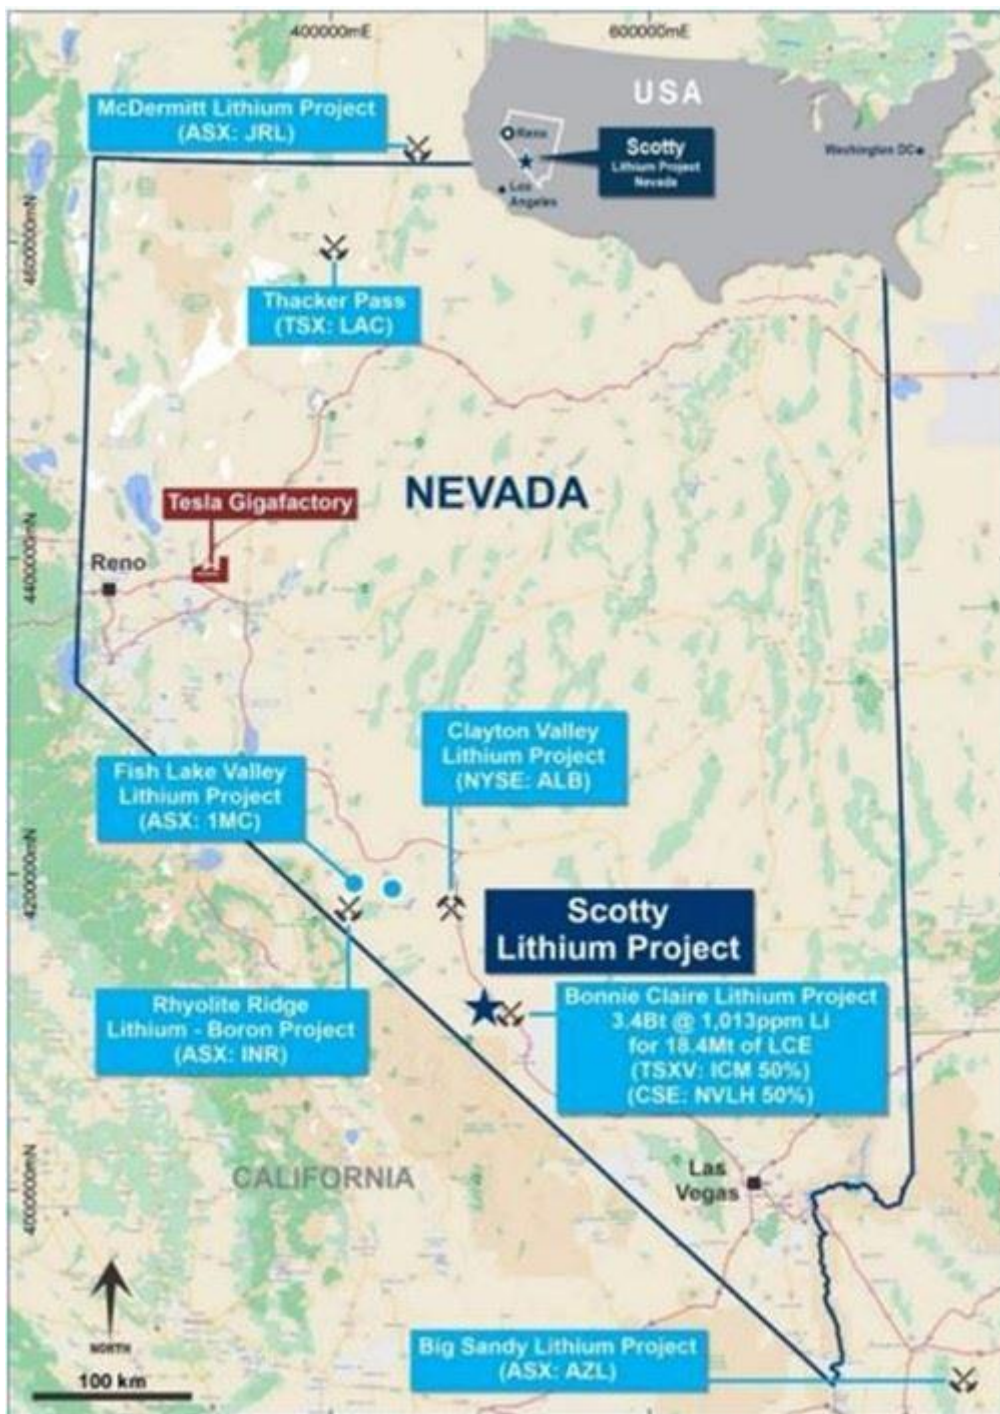 400000mE
600000mE
McDermitt Lithium Project
(ASX: JRL)
USA
Reno
Scotty
Lithium Project
Nevada
Washington DC
Los
Angeles
4600000mN
Thacker Pass
(TSX: LAC)
NEVADA
Tesla Gigafactory
Reno
4400000mN
Clayton Valley
Lithium Project
(NYSE: ALB)
Fish Lake Valley
Lithium Project
(ASX: 1MC)
4200000mN
Scotty
Lithium Project
Rhyolite Ridge
Lithium - Boron Project
(ASX: INR)
Bonnie Claire Lithium Project
3.4Bt @ 1,013ppm Li
for 18.4Mt of LCE
(TSXV: ICM 50%)
(CSE: NVLH 50%)
CALIFORNIA
Las
Vegas
4000000mN
NORTH
100 km
Big Sandy Lithium Project
(ASX: AZL)